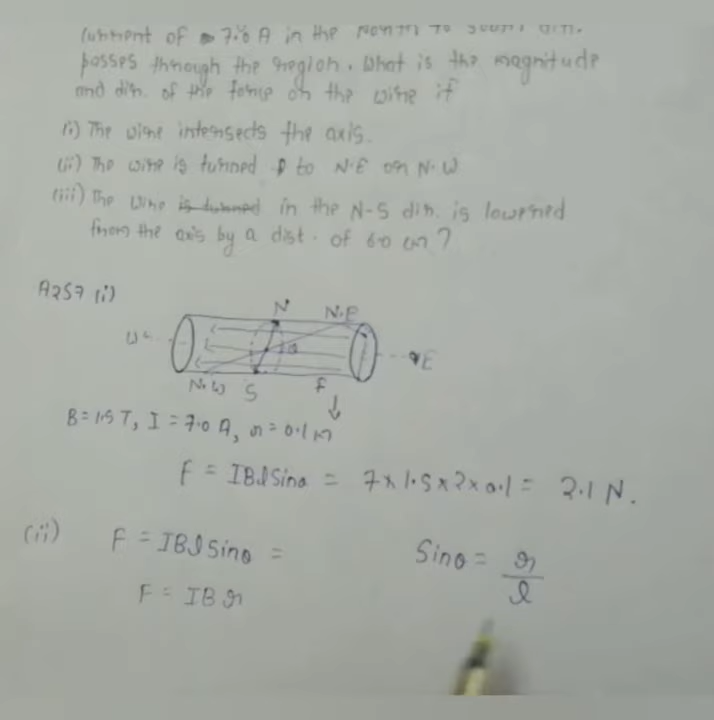 Current of 7.0 A in the North to South dirn.
passes through the region. What is the magnitude
and dirn. of the force on the wire if
(i) The wire intersects the axis.
(ii) The wire is turned to N-E or N-W
(iii) The wire is turned in the N-S dirn. is lowered
from the axis by a dist. of 6.0 cm?
A257 (i)
N N.E
W E
N.W S F
B = 1.5 T, I = 7.0 A, r = 0.1 m
F = IBl Sinθ = 7 x 1.5 x 2 x 0.1 = 2.1 N.
(ii) F = IBl Sinθ = Sinθ = r/l
F = IB r